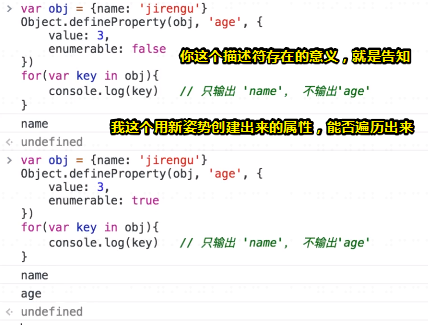 > var obj = {name: 'jirengu'}
Object.defineProperty(obj, 'age', {
value: 3,
enumerable: false
})
你这个描述符存在的意义，就是告知
for(var key in obj){
console.log(key) // 只输出 'name'， 不输出'age'
}
name
我这个用新姿势创建出来的属性，能否遍历出来
undefined
> var obj = {name: 'jirengu'}
Object.defineProperty(obj, 'age', {
value: 3,
enumerable: true
})
for(var key in obj){
console.log(key) // 只输出 'name'， 不输出'age'
}
name
age
undefined